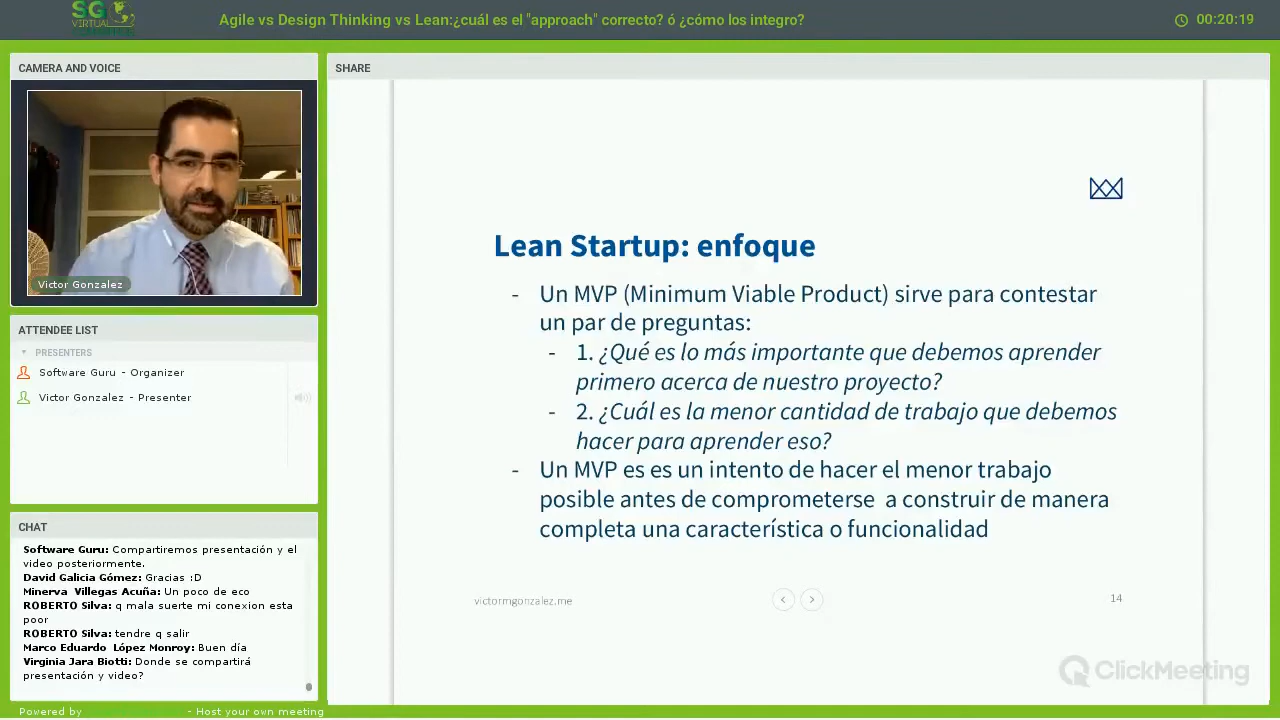 SG
VIRTUAL
Agile vs Design Thinking vs Lean:¿cuál es el "approach" correcto? ó ¿cómo los integro?
00:20:19
CAMERA AND VOICE
Victor Gonzalez
ATTENDEE LIST
PRESENTERS
Software Guru - Organizer
Victor Gonzalez - Presenter
CHAT
Software Guru: Compartiremos presentación y el
video posteriormente.
David Galicia Gómez: Gracias :D
Minerva Villegas Acuña: Un poco de eco
ROBERTO Silva: q mala suerte mi conexion esta
poor
ROBERTO Silva: tendre q salir
Marco Eduardo López Monroy: Buen día
Virginia Jara Biotti: Donde se compartirá
presentación y video?
Powered by - Host your own meeting
SHARE
Lean Startup: enfoque
- Un MVP (Minimum Viable Product) sirve para contestar
un par de preguntas:
- 1. ¿Qué es lo más importante que debemos aprender
primero acerca de nuestro proyecto?
- 2. ¿Cuál es la menor cantidad de trabajo que debemos
hacer para aprender eso?
- Un MVP es es un intento de hacer el menor trabajo
posible antes de comprometerse a construir de manera
completa una característica o funcionalidad
victormgonzalez.me
14
ClickMeeting